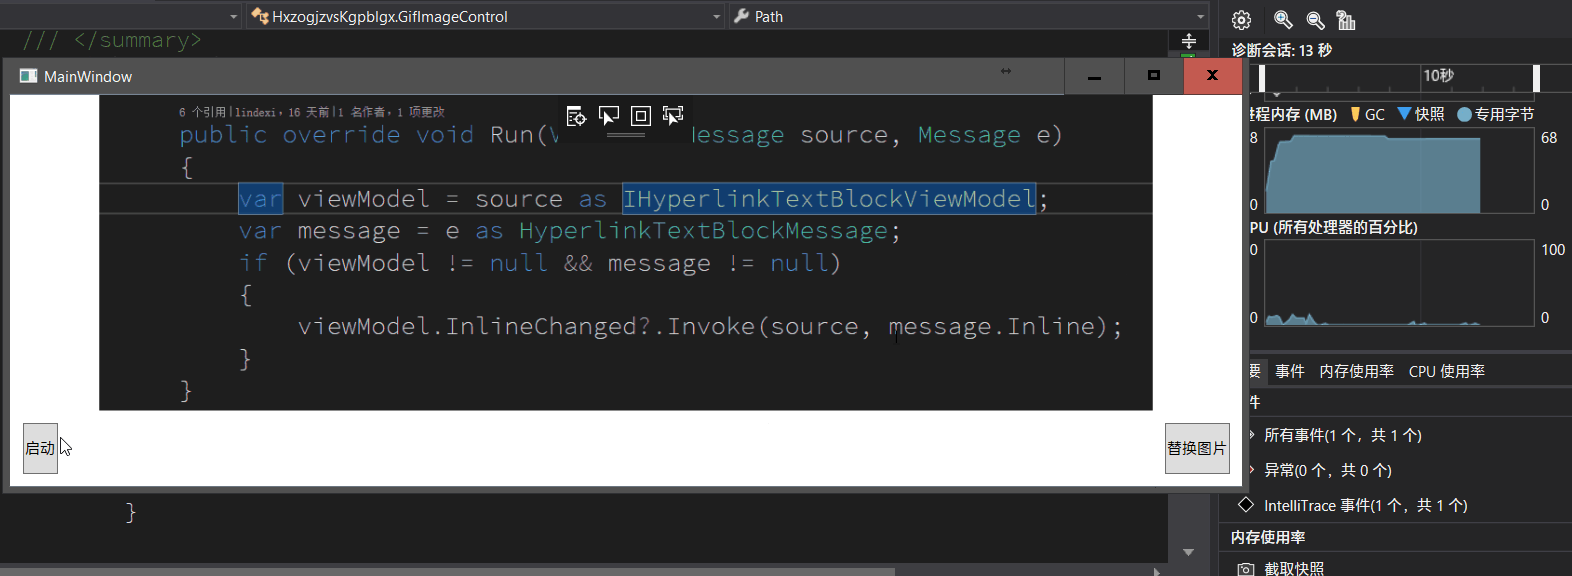 HxzogjzvsKgpblgx.GifImageControl
Path
/// </summary>
诊断会话: 13 秒
MainWindow
10秒
6 个引用|lindexi, 16 天前|1 名作者, 1 项更改
public override void Run(
Message source, Message e)
{
var viewModel = source as IHyperlinkTextBlockViewModel;
var message = e as HyperlinkTextBlockMessage;
if (viewModel != null && message != null)
{
viewModel.InlineChanged?.Invoke(source, message.Inline);
}
}
启动
替换图片
}
程内存 (MB)
GC
快照
专用字节
8
68
0
0
PU (所有处理器的百分比)
0
100
0
0
要
事件
内存使用率
CPU 使用率
件
所有事件(1 个，共 1 个)
异常(0 个，共 0 个)
IntelliTrace 事件(1 个，共 1 个)
内存使用率
截取快照